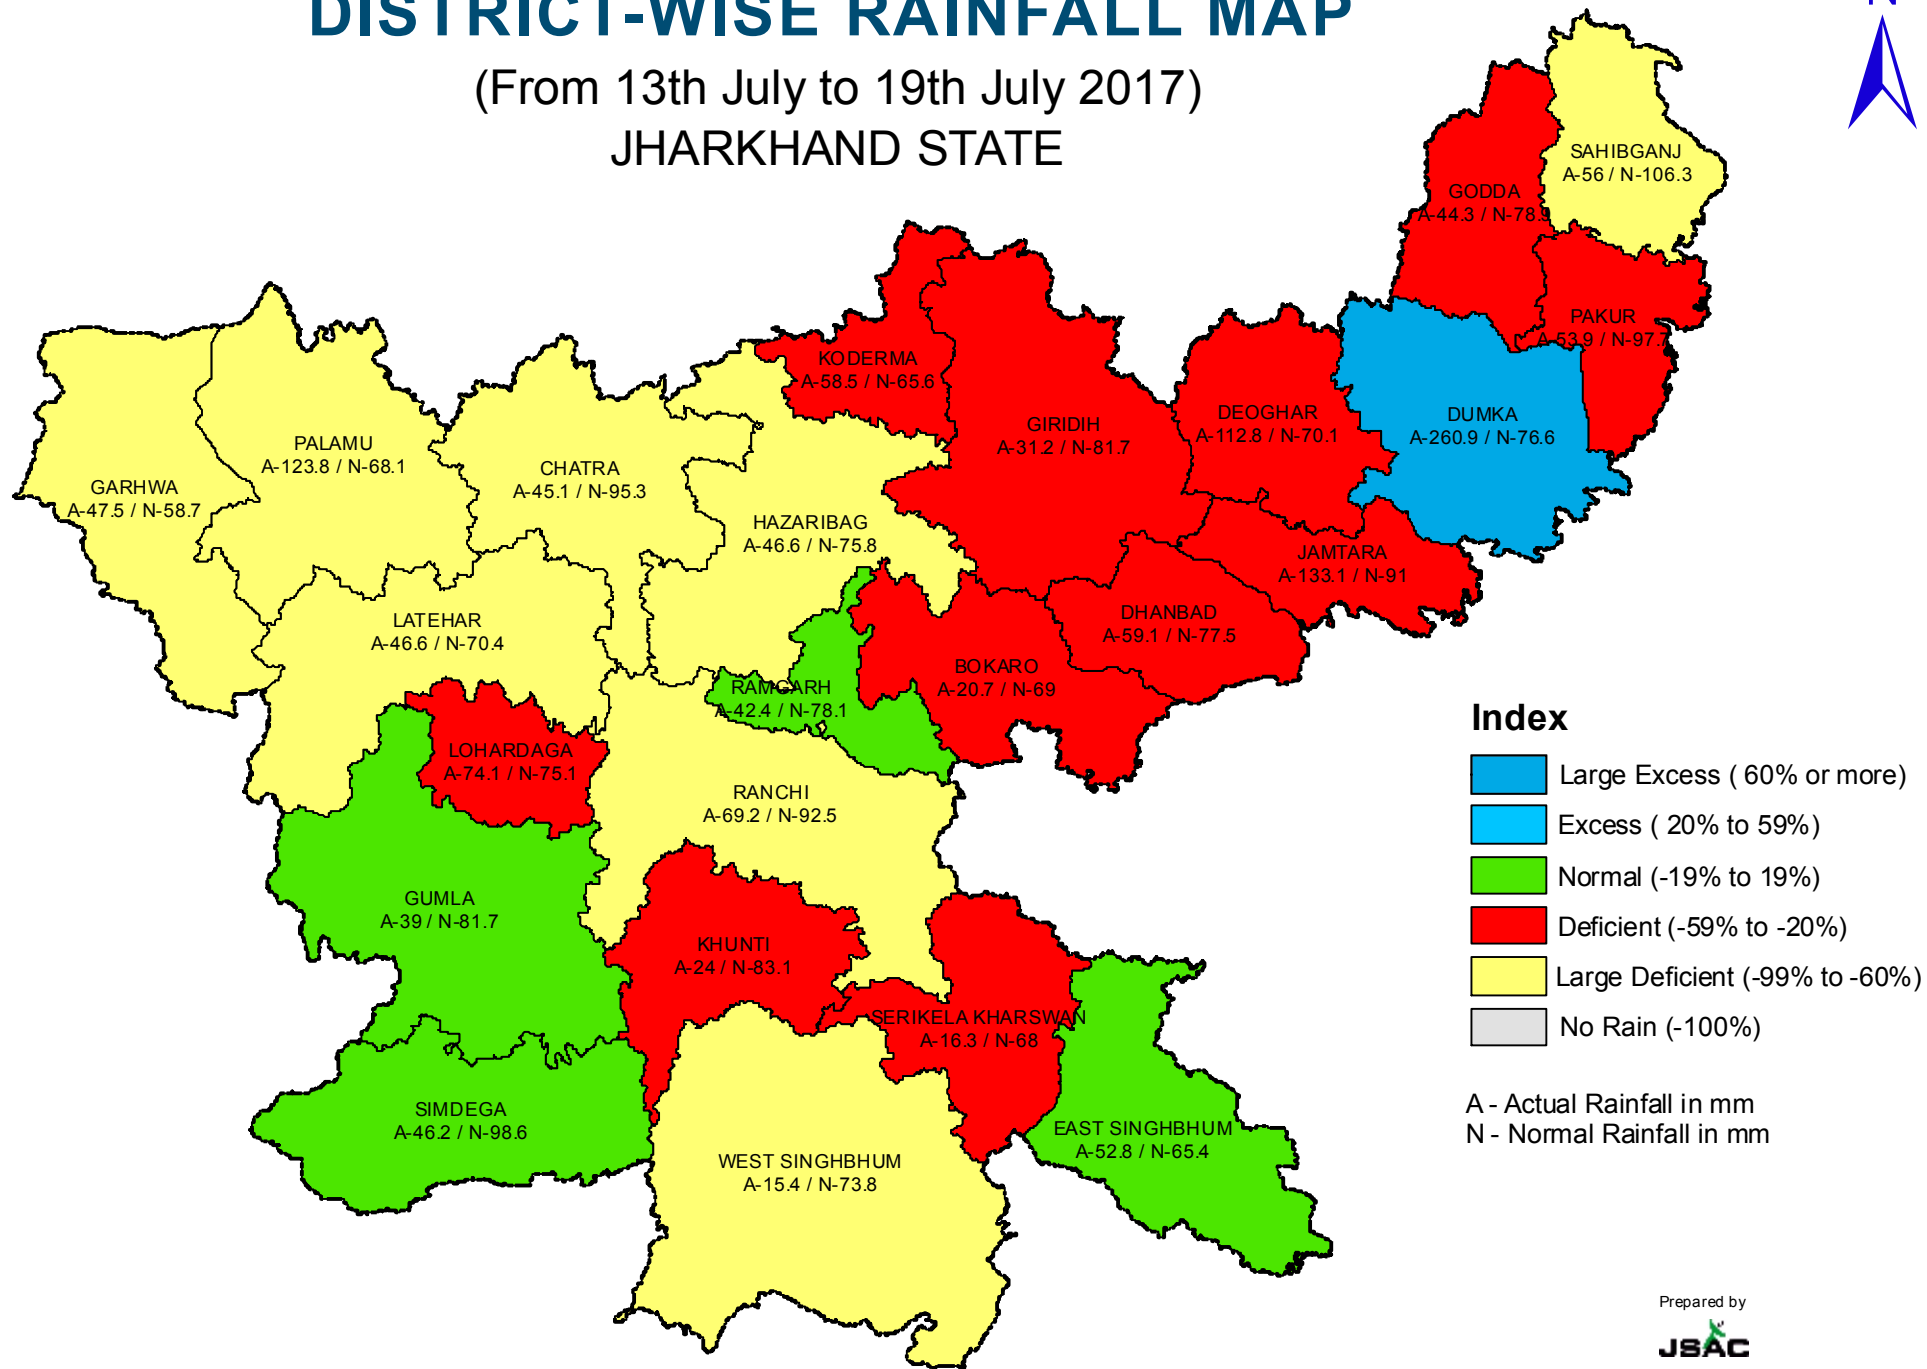 DISTRICT-WISE RAINFALL MAP
(From 13th July to 19th July 2017)
JHARKHAND STATE
N
SAHIBGANJ
A-56 / N-106.3
GODDA
A-44.3 / N-78.9
PAKUR
A-53.9 / N-97.7
KODERMA
A-58.5 / N-65.6
GIRIDIH
A-31.2 / N-81.7
DEOGHAR
A-112.8 / N-70.1
DUMKA
A-260.9 / N-76.6
PALAMU
A-123.8 / N-68.1
CHATRA
A-45.1 / N-95.3
GARHWA
A-47.5 / N-58.7
HAZARIBAG
A-46.6 / N-75.8
JAMTARA
A-133.1 / N-91
LATEHAR
A-46.6 / N-70.4
DHANBAD
A-59.1 / N-77.5
BOKARO
A-20.7 / N-69
RAMGARH
A-42.4 / N-78.1
LOHARDAGA
A-74.1 / N-75.1
RANCHI
A-69.2 / N-92.5
GUMLA
A-39 / N-81.7
KHUNTI
A-24 / N-83.1
SERIKELA KHARSWAN
A-16.3 / N-68
SIMDEGA
A-46.2 / N-98.6
EAST SINGHBHUM
A-52.8 / N-65.4
WEST SINGHBHUM
A-15.4 / N-73.8
Index
Large Excess ( 60% or more)
Excess ( 20% to 59%)
Normal (-19% to 19%)
Deficient (-59% to -20%)
Large Deficient (-99% to -60%)
No Rain (-100%)
A - Actual Rainfall in mm
N - Normal Rainfall in mm
Prepared by
JSAC